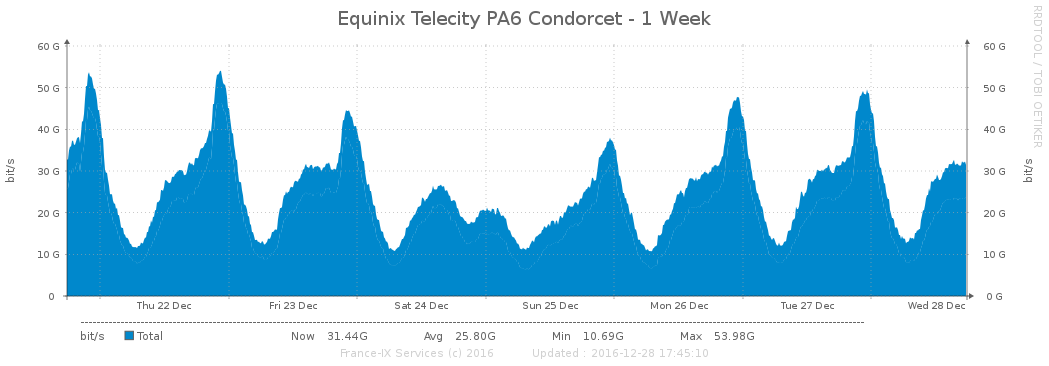 Equinix Telecity PA6 Condorcet - 1 Week
RRDTOOL / TOBI OETIKER
bit/s
60 G
50 G
40 G
30 G
20 G
10 G
0
60 G
50 G
40 G
30 G
20 G
10 G
0 G
bit/s
Thu 22 Dec Fri 23 Dec Sat 24 Dec Sun 25 Dec Mon 26 Dec Tue 27 Dec Wed 28 Dec
bit/s Total Now 31.44G Avg 25.80G Min 10.69G Max 53.98G
France-IX Services (c) 2016 Updated : 2016-12-28 17:45:10